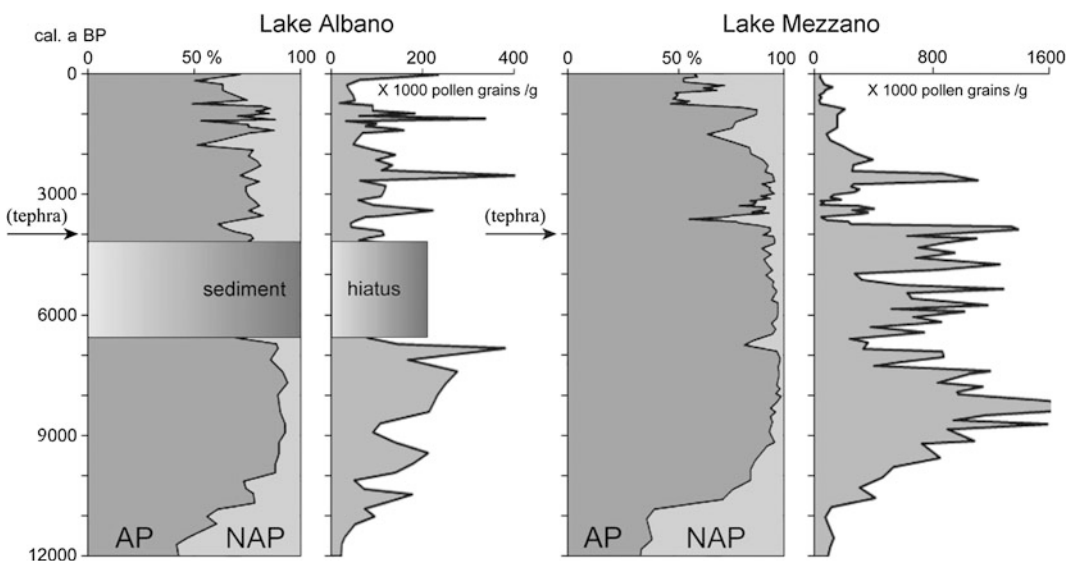 Lake Albano
Lake Mezzano
cal. a BP
0 50 % 100 0 200 400 0 50 % 100 0 800 1600
0
X 1000 pollen grains /g
X 1000 pollen grains /g
3000
(tephra)
(tephra)
sediment
hiatus
6000
9000
AP
NAP
AP
NAP
12000